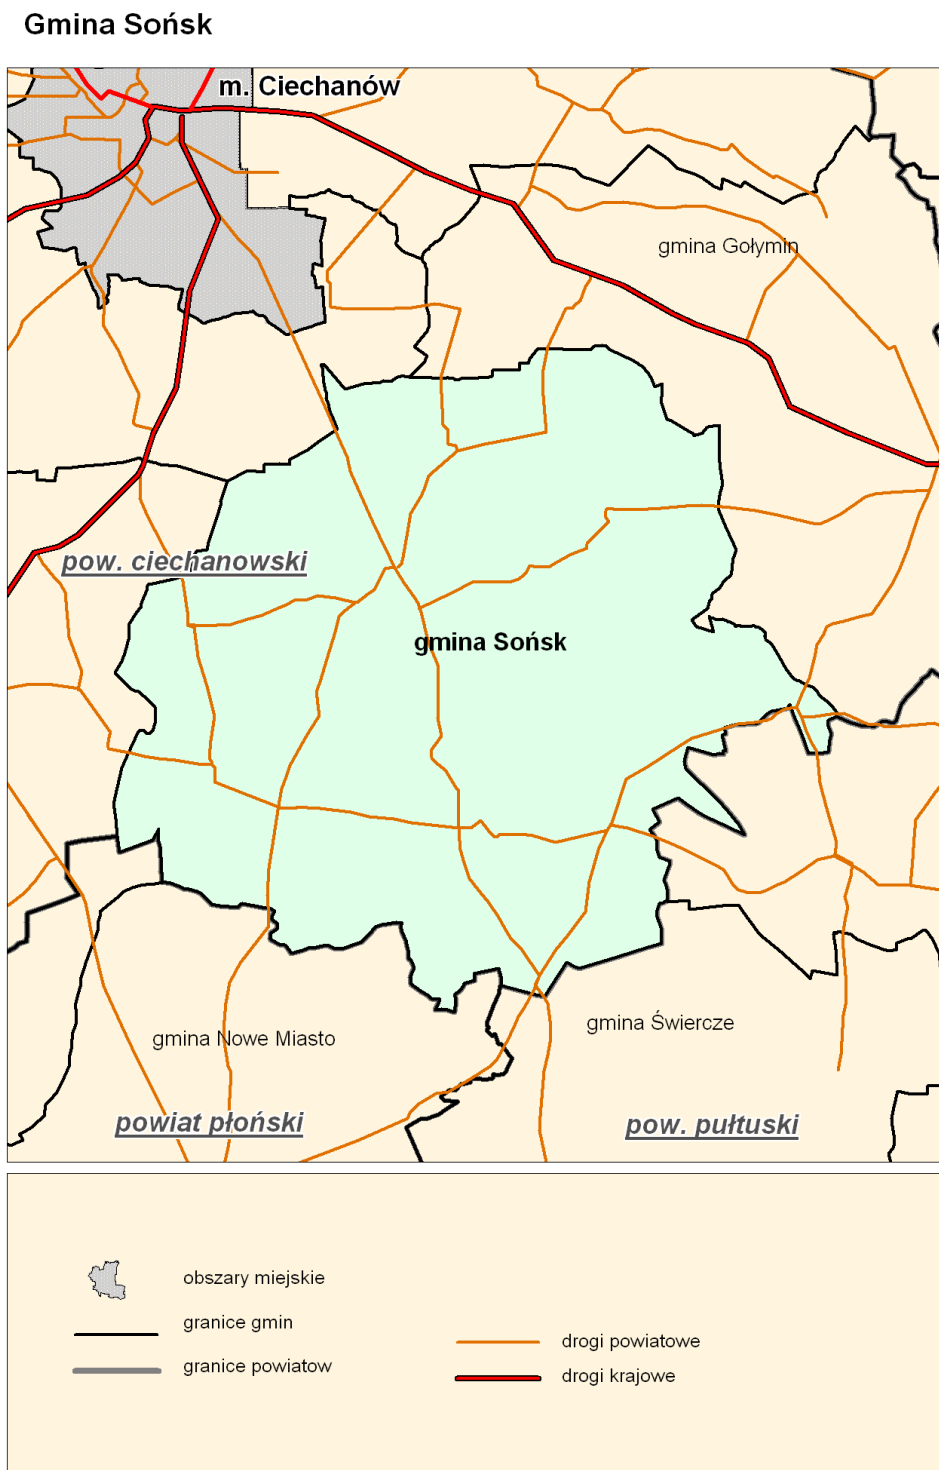 Gmina Sońsk
m. Ciechanów
gmina Gołymin
pow. ciechanowski
gmina Sońsk
gmina Świercze
gmina Nowe Miasto
powiat płoński
pow. pułtuski
obszary miejskie
granice gmin
granice powiatow
drogi powiatowe
drogi krajowe